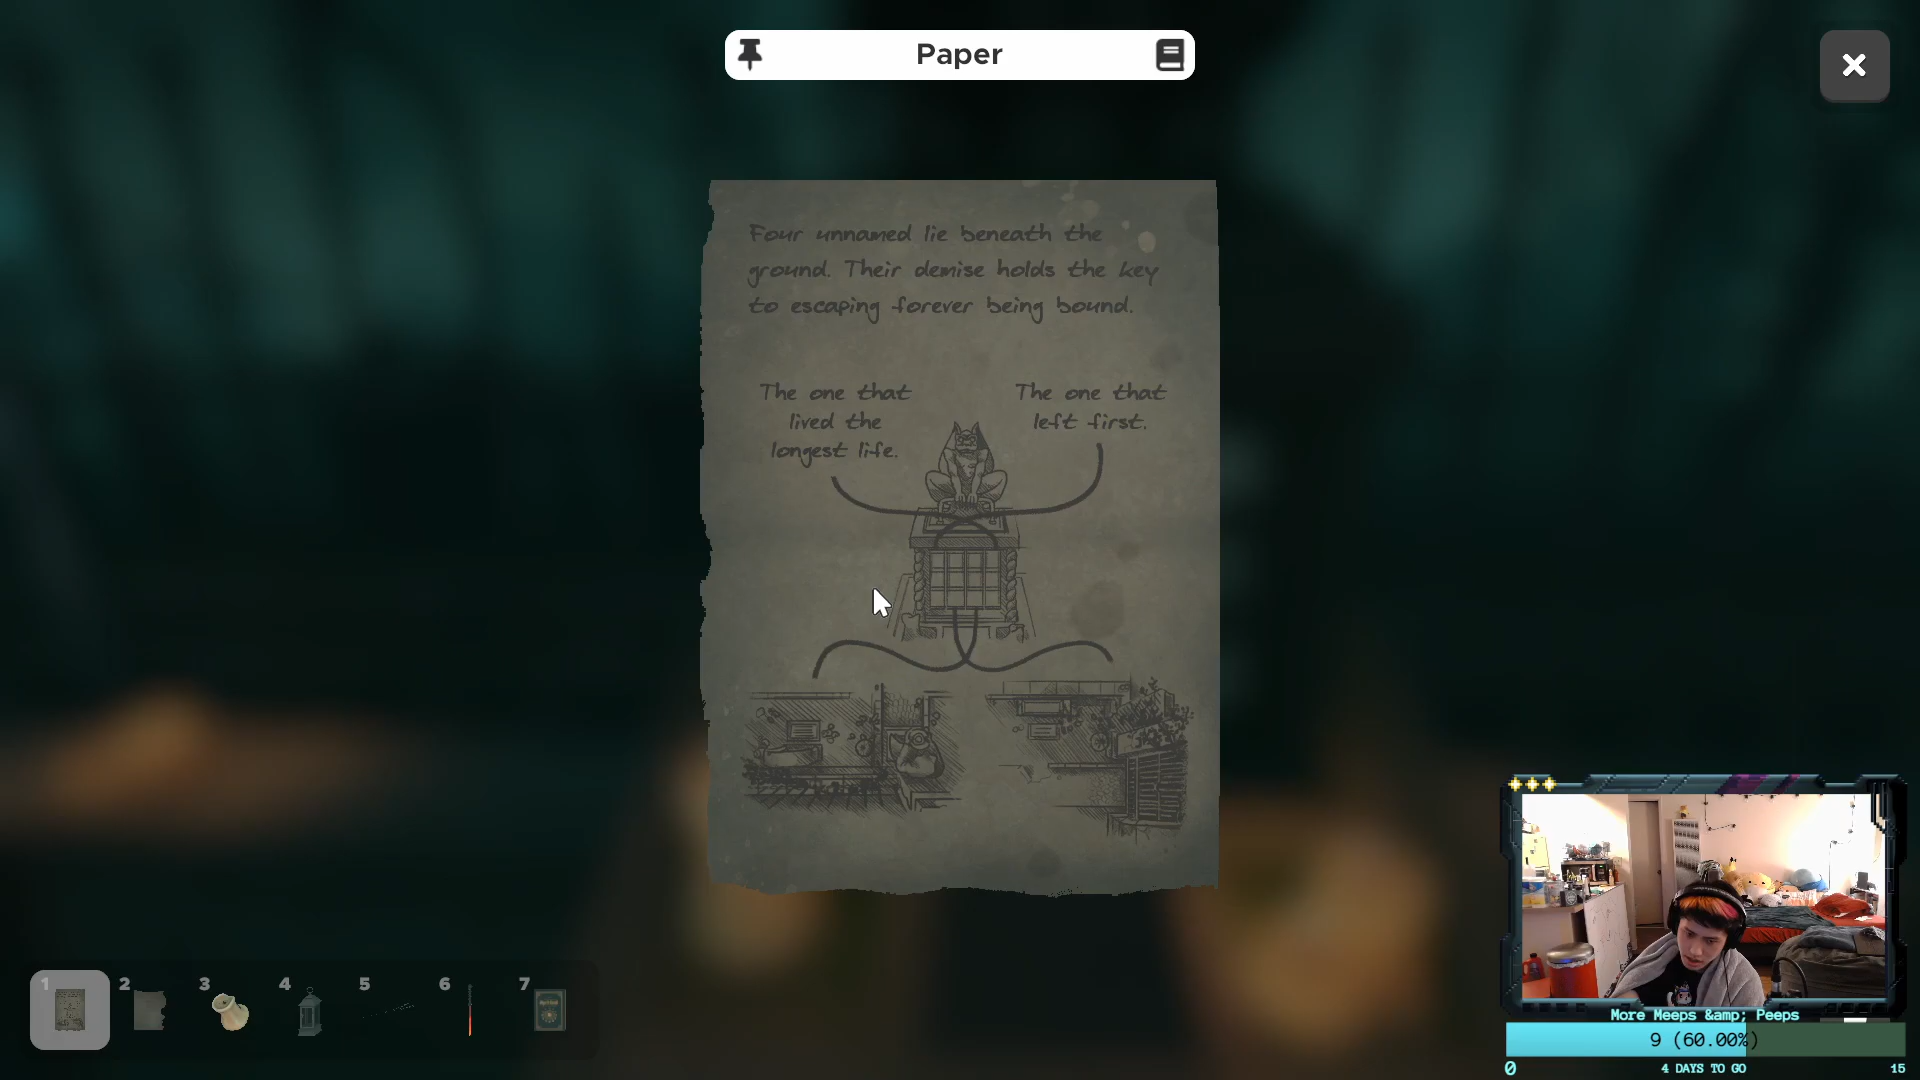 Paper
Four unnamed lie beneath the
ground. Their demise holds the key
to escaping forever being bound.
The one that
lived the
longest life.
The one that
left first.
1 2 3 4 5 6 7
More Meeps &amp; Peeps
9 (60.00%)
0 4 DAYS TO GO 15